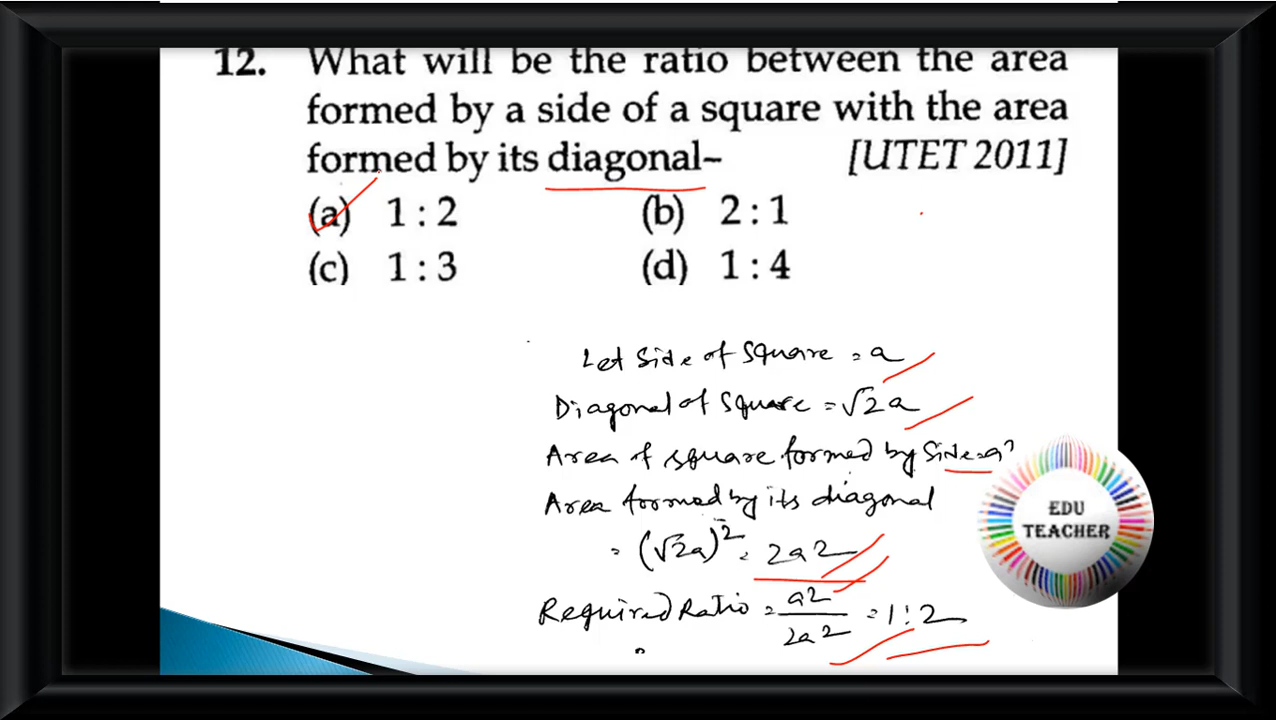 12. What will be the ratio between the area
formed by a side of a square with the area
formed by its diagonal– [UTET 2011]
(a) 1 : 2 (b) 2 : 1
(c) 1 : 3 (d) 1 : 4
Let Side of Square = a
Diagonal of Square = √2a
Area of square formed by Side = a²
Area formed by its diagonal
= (√2a)² = 2a2
Required Ratio = a2/2a2 = 1:2
EDU
TEACHER